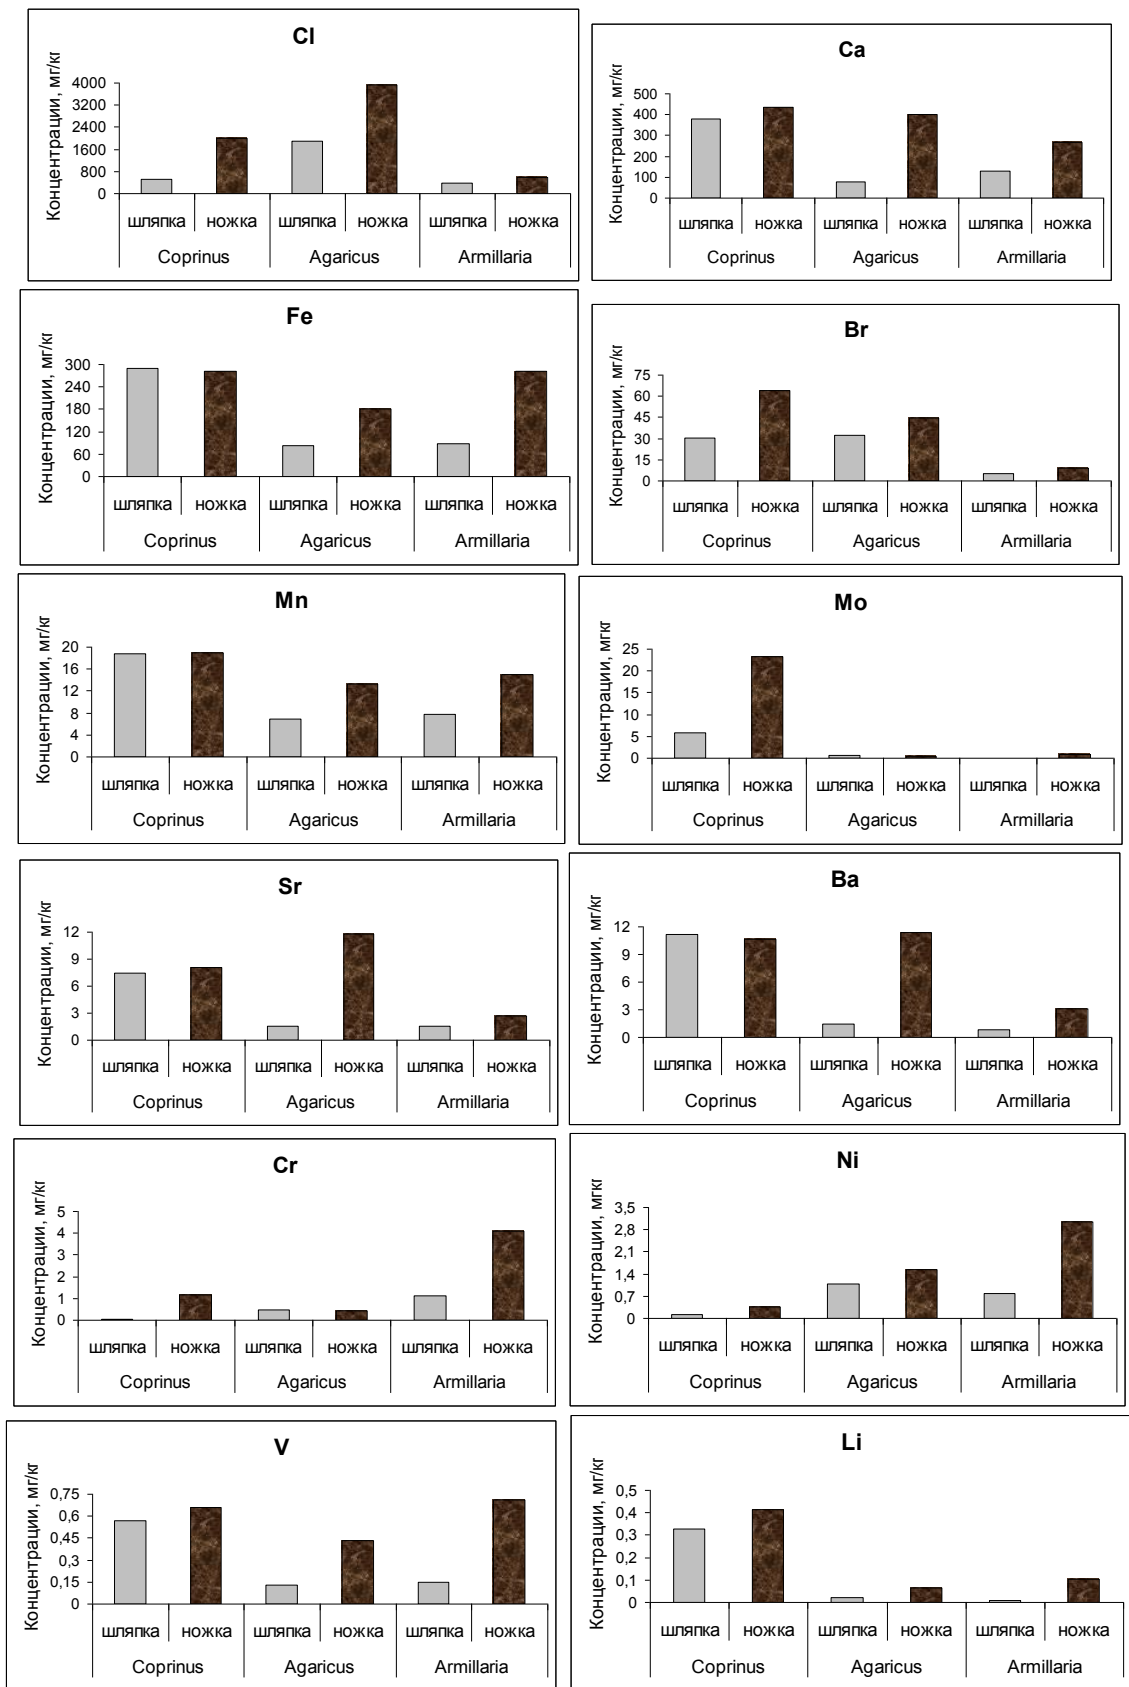 Cl
Концентрации, мг/кг
4000
3200
2400
1600
800
0
шляпка ножка шляпка ножка шляпка ножка
Coprinus Agaricus Armillaria
Ca
Концентрации, мг/кг
500
400
300
200
100
0
шляпка ножка шляпка ножка шляпка ножка
Coprinus Agaricus Armillaria
Fe
Концентрации, мг/кг
300
240
180
120
60
0
шляпка ножка шляпка ножка шляпка ножка
Coprinus Agaricus Armillaria
Br
Концентрации, мг/кг
75
60
45
30
15
0
шляпка ножка шляпка ножка шляпка ножка
Coprinus Agaricus Armillaria
Mn
Концентрации, мг/кг
20
16
12
8
4
0
шляпка ножка шляпка ножка шляпка ножка
Coprinus Agaricus Armillaria
Mo
Концентрации, мгкг
25
20
15
10
5
0
шляпка ножка шляпка ножка шляпка ножка
Coprinus Agaricus Armillaria
Sr
Концентрации, мг/кг
12
9
6
3
0
шляпка ножка шляпка ножка шляпка ножка
Coprinus Agaricus Armillaria
Ba
Концентрации, мг/кг
12
9
6
3
0
шляпка ножка шляпка ножка шляпка ножка
Coprinus Agaricus Armillaria
Cr
Концентрации, мг/кг
5
4
3
2
1
0
шляпка ножка шляпка ножка шляпка ножка
Coprinus Agaricus Armillaria
Ni
Концентрации, мгкг
3,5
2,8
2,1
1,4
0,7
0
шляпка ножка шляпка ножка шляпка ножка
Coprinus Agaricus Armillaria
V
Концентрации, мг/кг
0,75
0,6
0,45
0,3
0,15
0
шляпка ножка шляпка ножка шляпка ножка
Coprinus Agaricus Armillaria
Li
Концентрации, мг/кг
0,5
0,4
0,3
0,2
0,1
0
шляпка ножка шляпка ножка шляпка ножка
Coprinus Agaricus Armillaria